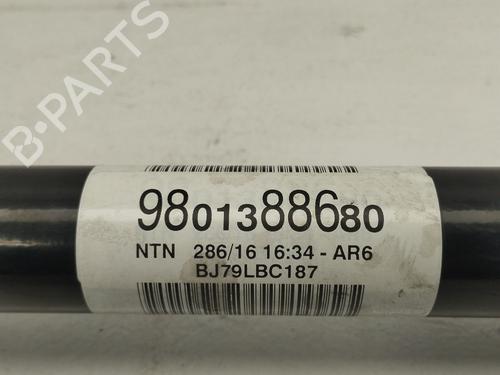 B-PARTS
9801388680
NTN 286/16 16:34 - AR6
BJ79LBC187